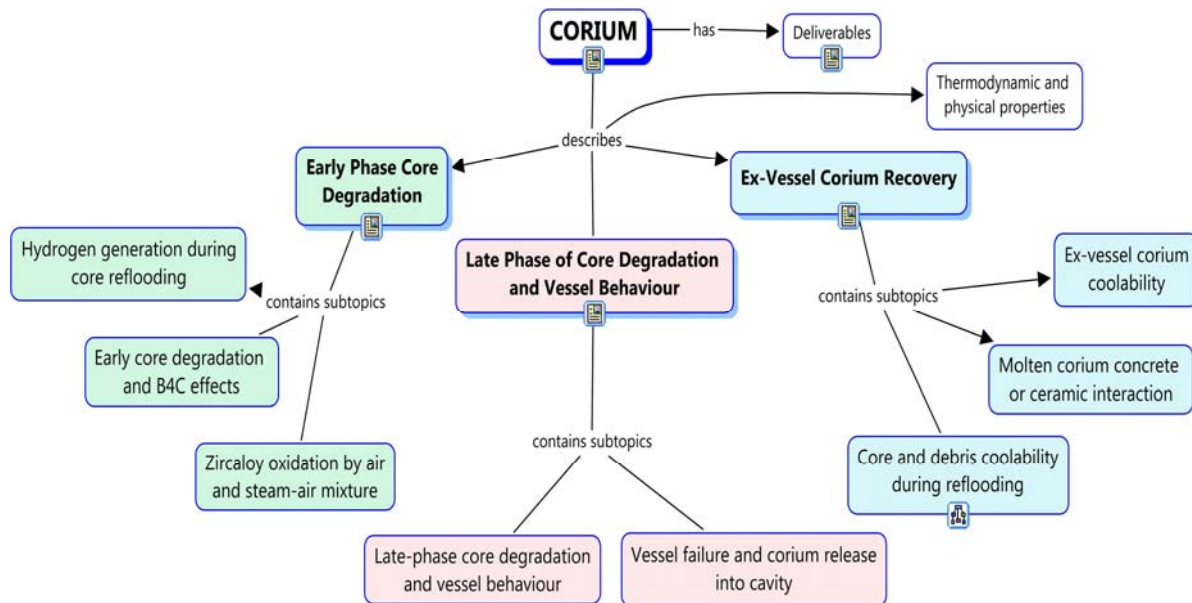 CORIUM
has
Deliverables
Thermodynamic and
physical properties
describes
Early Phase Core
Degradation
Ex-Vessel Corium Recovery
Hydrogen generation during
core reflooding
Late Phase of Core Degradation
and Vessel Behaviour
Ex-vessel corium
coolability
contains subtopics
contains subtopics
Early core degradation
and B4C effects
Molten corium concrete
or ceramic interaction
contains subtopics
Zircaloy oxidation by air
and steam-air mixture
Core and debris coolability
during reflooding
Late-phase core degradation
and vessel behaviour
Vessel failure and corium release
into cavity